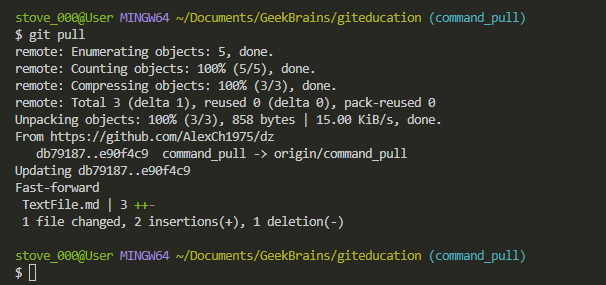 stove_000@User MINGW64 ~/Documents/GeekBrains/giteducation (command_pull)
$ git pull
remote: Enumerating objects: 5, done.
remote: Counting objects: 100% (5/5), done.
remote: Compressing objects: 100% (3/3), done.
remote: Total 3 (delta 1), reused 0 (delta 0), pack-reused 0
Unpacking objects: 100% (3/3), 858 bytes | 15.00 KiB/s, done.
From https://github.com/AlexCh1975/dz
   db79187..e90f4c9  command_pull -> origin/command_pull
Updating db79187..e90f4c9
Fast-forward
 TextFile.md | 3 ++-
 1 file changed, 2 insertions(+), 1 deletion(-)
stove_000@User MINGW64 ~/Documents/GeekBrains/giteducation (command_pull)
$